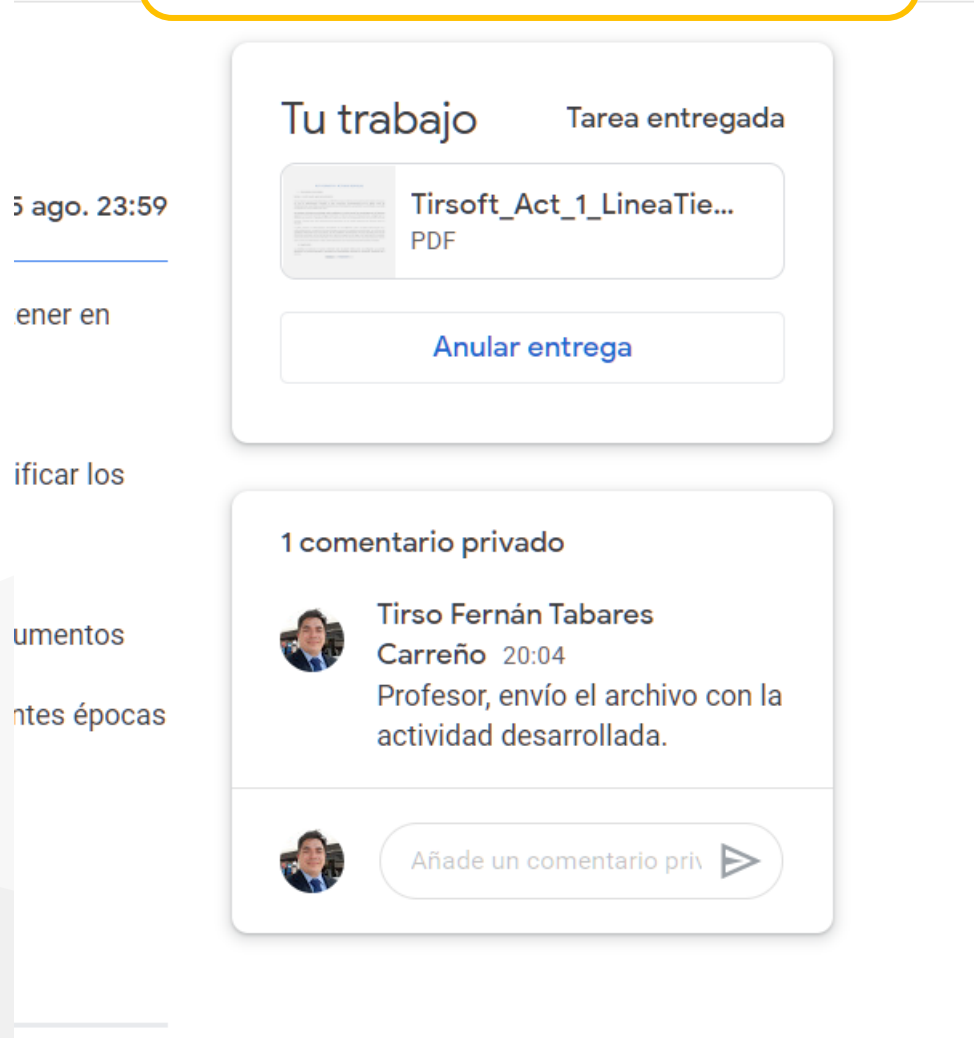 Tu trabajo
Tarea entregada
5 ago. 23:59
Tirsoft_Act_1_LineaTie...
PDF
ener en
Anular entrega
ificar los
1 comentario privado
Tirso Fernán Tabares
Carreño 20:04
umentos
Profesor, envío el archivo con la
ntes épocas
actividad desarrollada.
Añade un comentario priv